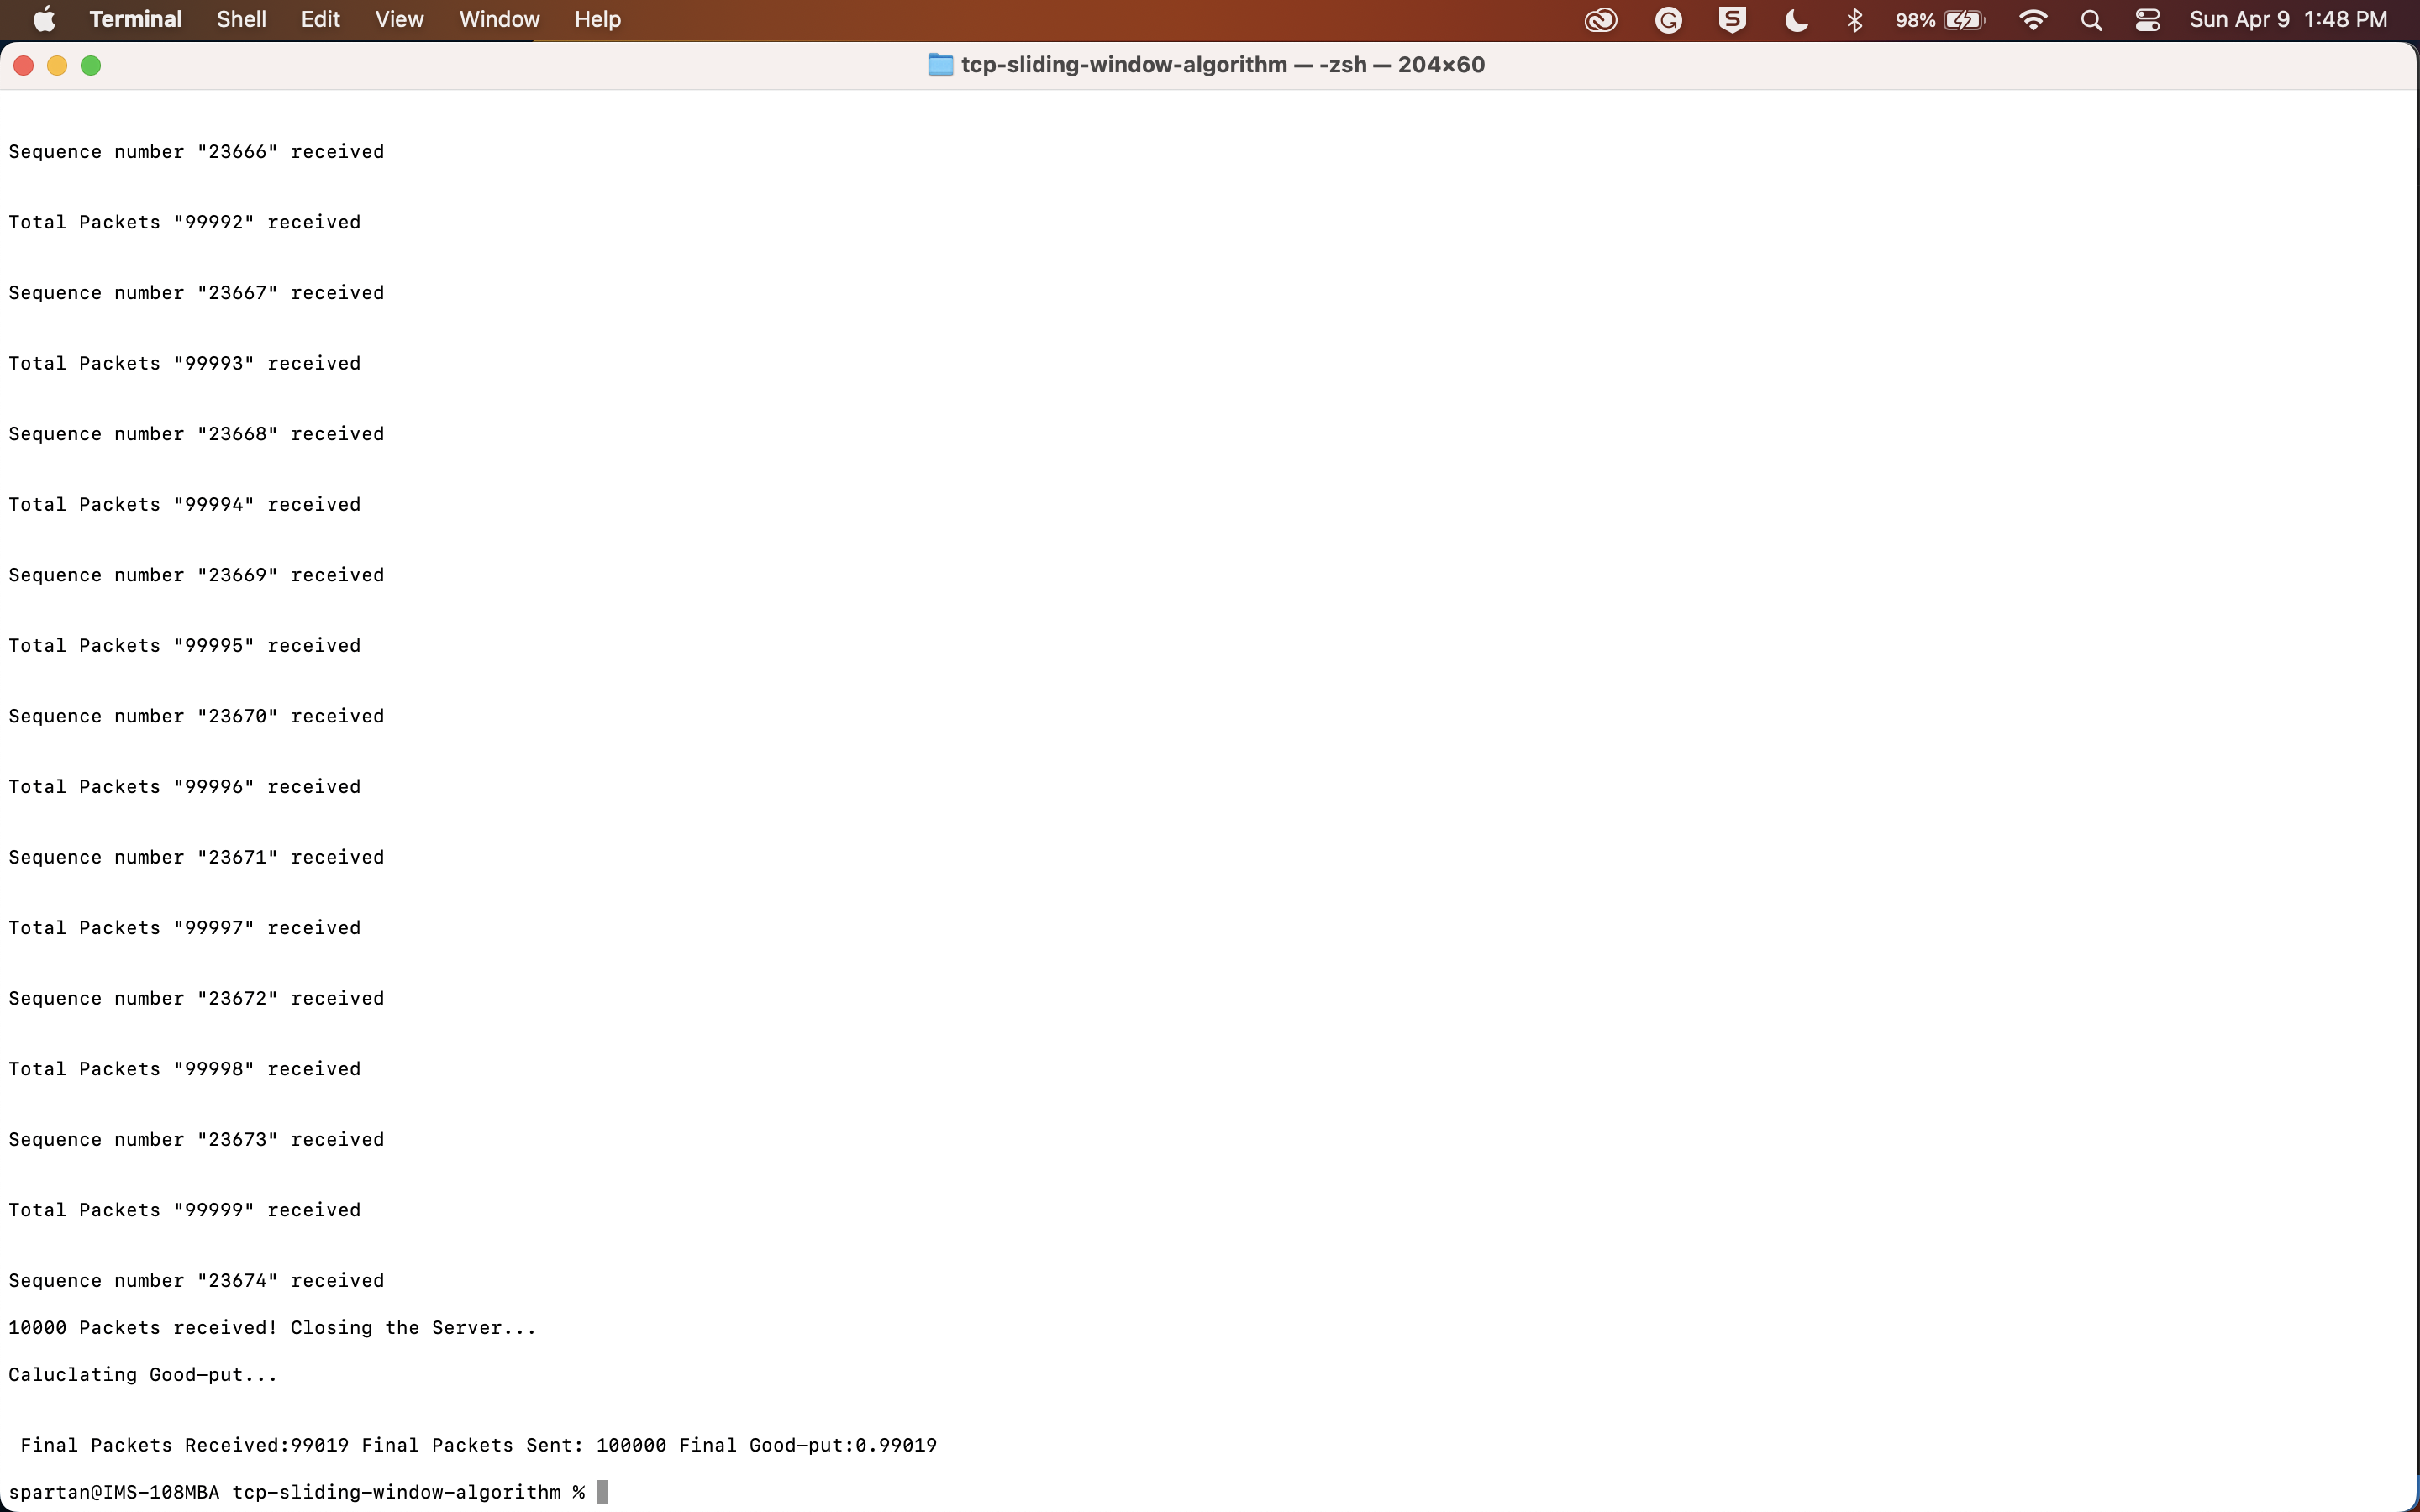 Terminal Shell Edit View Window Help 98% Sun Apr 9 1:48 PM
tcp-sliding-window-algorithm — -zsh — 204×60
Sequence number "23666" received
Total Packets "99992" received
Sequence number "23667" received
Total Packets "99993" received
Sequence number "23668" received
Total Packets "99994" received
Sequence number "23669" received
Total Packets "99995" received
Sequence number "23670" received
Total Packets "99996" received
Sequence number "23671" received
Total Packets "99997" received
Sequence number "23672" received
Total Packets "99998" received
Sequence number "23673" received
Total Packets "99999" received
Sequence number "23674" received
10000 Packets received! Closing the Server...
Caluclating Good-put...
Final Packets Received:99019 Final Packets Sent: 100000 Final Good-put:0.99019
spartan@IMS-108MBA tcp-sliding-window-algorithm %